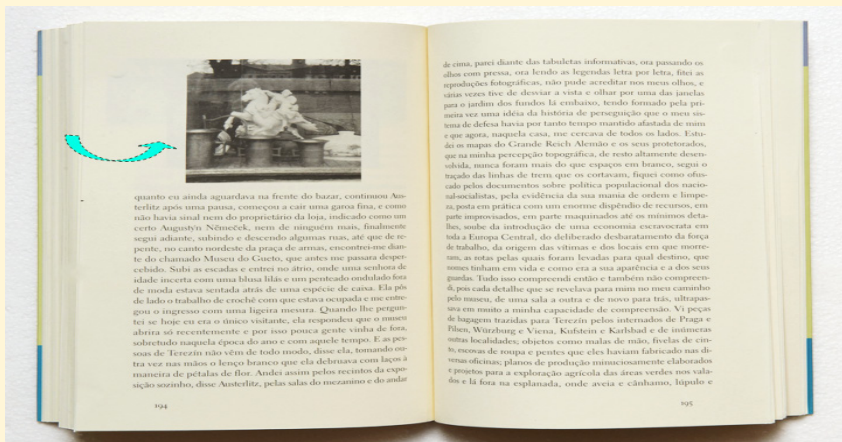 quanto eu ainda aguardava na frente do bazar, continuou Aus-
terlitz após uma pausa, começou a cair uma garoa fina, e como
não havia sinal nem do proprietário da loja, indicado como um
certo Augustýn Němeček, nem de ninguém mais, finalmente
segui adiante, subindo e descendo algumas ruas, até que de re-
pente, no canto nordeste da praça de armas, encontrei-me dian-
te do chamado Museu do Gueto, que antes me passara desper-
cebido. Subi as escadas e entrei no átrio, onde uma senhora de
idade incerta com uma blusa lilás e um penteado ondulado fora
de moda estava sentada atrás de uma espécie de caixa. Ela pôs
de lado o trabalho de crochê com que estava ocupada e me entre-
gou o ingresso com uma ligeira mesura. Quando lhe pergun-
tei se hoje eu era o único visitante, ela respondeu que o museu
abrira só recentemente e por isso pouca gente vinha de fora,
sobretudo naquela época do ano e com aquele tempo. E as pes-
soas de Terezín não vêm de todo modo, disse ela, tomando ou-
tra vez nas mãos o lenço branco que ela debruava com laços à
maneira de pétalas de flor. Andei assim pelos recintos da expo-
sição sozinho, disse Austerlitz, pelas salas do mezanino e do andar
194
de cima, parei diante das tabuletas informativas, ora passando os
olhos com pressa, ora lendo as legendas letra por letra, fitei as
reproduções fotográficas, não pude acreditar nos meus olhos, e
várias vezes tive de desviar a vista e olhar por uma das janelas
para o jardim dos fundos lá embaixo, tendo formado pela pri-
meira vez uma idéia da história de perseguição que o meu sis-
tema de defesa havia por tanto tempo mantido afastada de mim
e que agora, naquela casa, me cercava de todos os lados. Estu-
dei os mapas do Grande Reich Alemão e os seus protetorados,
que na minha percepção topográfica, de resto altamente desen-
volvida, nunca foram mais do que espaços em branco, segui o
traçado das linhas de trem que os cortavam, fiquei como ofus-
cado pelos documentos sobre política populacional dos nacio-
nal-socialistas, pela evidência da sua mania de ordem e limpe-
za, posta em prática com um enorme dispêndio de recursos, em
parte improvisados, em parte maquinados até os mínimos deta-
lhes, soube da introdução de uma economia escravocrata em
toda a Europa Central, do deliberado desbaratamento da força
de trabalho, da origem das vítimas e dos locais em que morre-
ram, as rotas pelas quais foram levadas para qual destino, que
nomes tinham em vida e como era a sua aparência e a dos seus
guardas. Tudo isso compreendi então e também não compreen-
di, pois cada detalhe que se revelava para mim no meu caminho
pelo museu, de uma sala a outra e de novo para trás, ultrapas-
sava em muito a minha capacidade de compreensão. Vi peças
de bagagem trazidas para Terezín pelos internados de Praga e
Pilsen, Würzburg e Viena, Kufstein e Karlsbad e de inúmeras
outras localidades; objetos como malas de mão, fivelas de cin-
to, escovas de roupa e pentes que eles haviam fabricado nas di-
versas oficinas; planos de produção minuciosamente elaborados
e projetos para a exploração agrícola das áreas verdes nos vala-
dos e lá fora na esplanada, onde aveia e cânhamo, lúpulo e
195